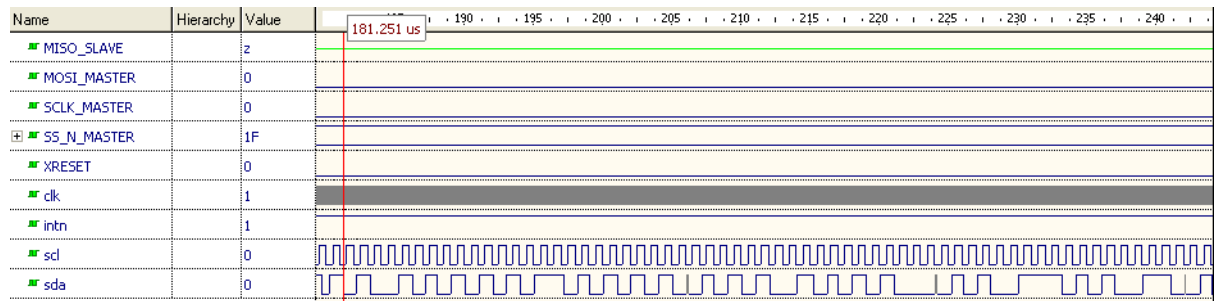 Name Hierarchy Value 190 195 200 205 210 215 220 225 230 235 240
181.251 us
MISO_SLAVE z
MOSI_MASTER 0
SCLK_MASTER 0
SS_N_MASTER 1F
XRESET 0
clk 1
intn 1
scl 0
sda 0